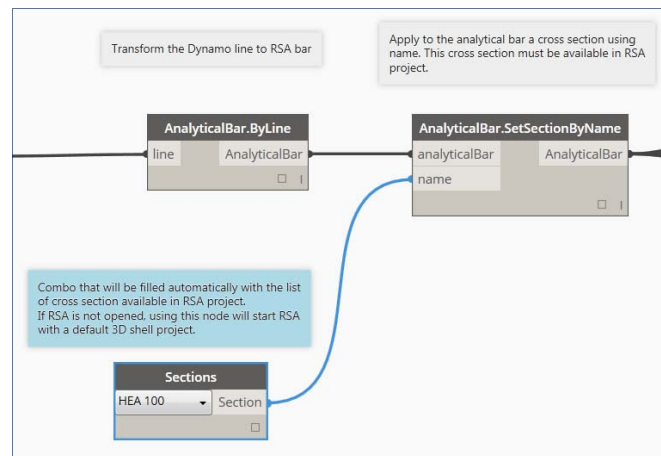 Transform the Dynamo line to RSA bar
Apply to the analytical bar a cross section using
name. This cross section must be available in RSA
project.
AnalyticalBar.ByLine
line AnalyticalBar
AnalyticalBar.SetSectionByName
analyticalBar AnalyticalBar
name
Combo that will be filled automatically with the list
of cross section available in RSA project.
If RSA is not opened, using this node will start RSA
with a default 3D shell project.
Sections
HEA 100 Section